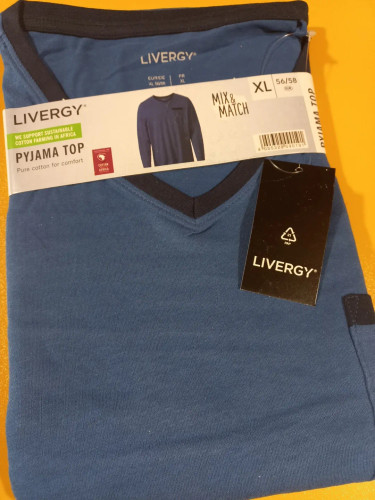 LIVERGY®
LIVERGY®
WE SUPPORT SUSTAINABLE
COTTON FARMING IN AFRICA
PYJAMA TOP
Pure cotton for comfort
MIX&
MATCH
XL
56/58
PYJAMA TOP
LIVERGY®